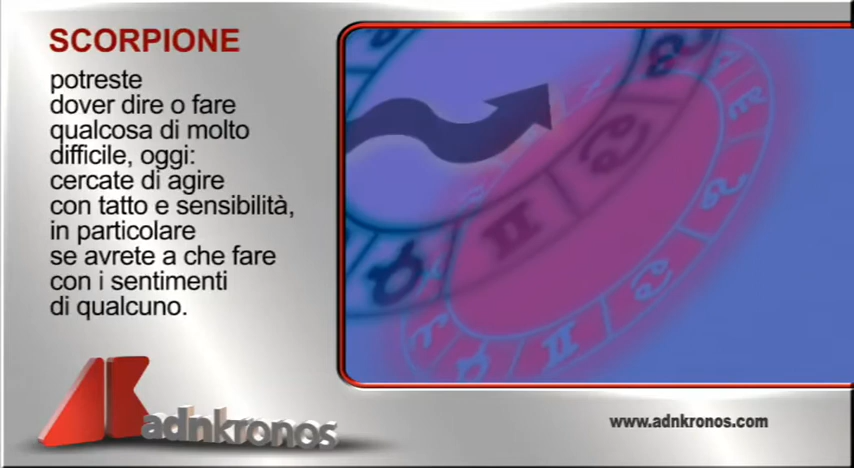 SCORPIONE
potreste
dover dire o fare
qualcosa di molto
difficile, oggi:
cercate di agire
con tatto e sensibilità,
in particolare
se avrete a che fare
con i sentimenti
di qualcuno.
adnkronos
www.adnkronos.com